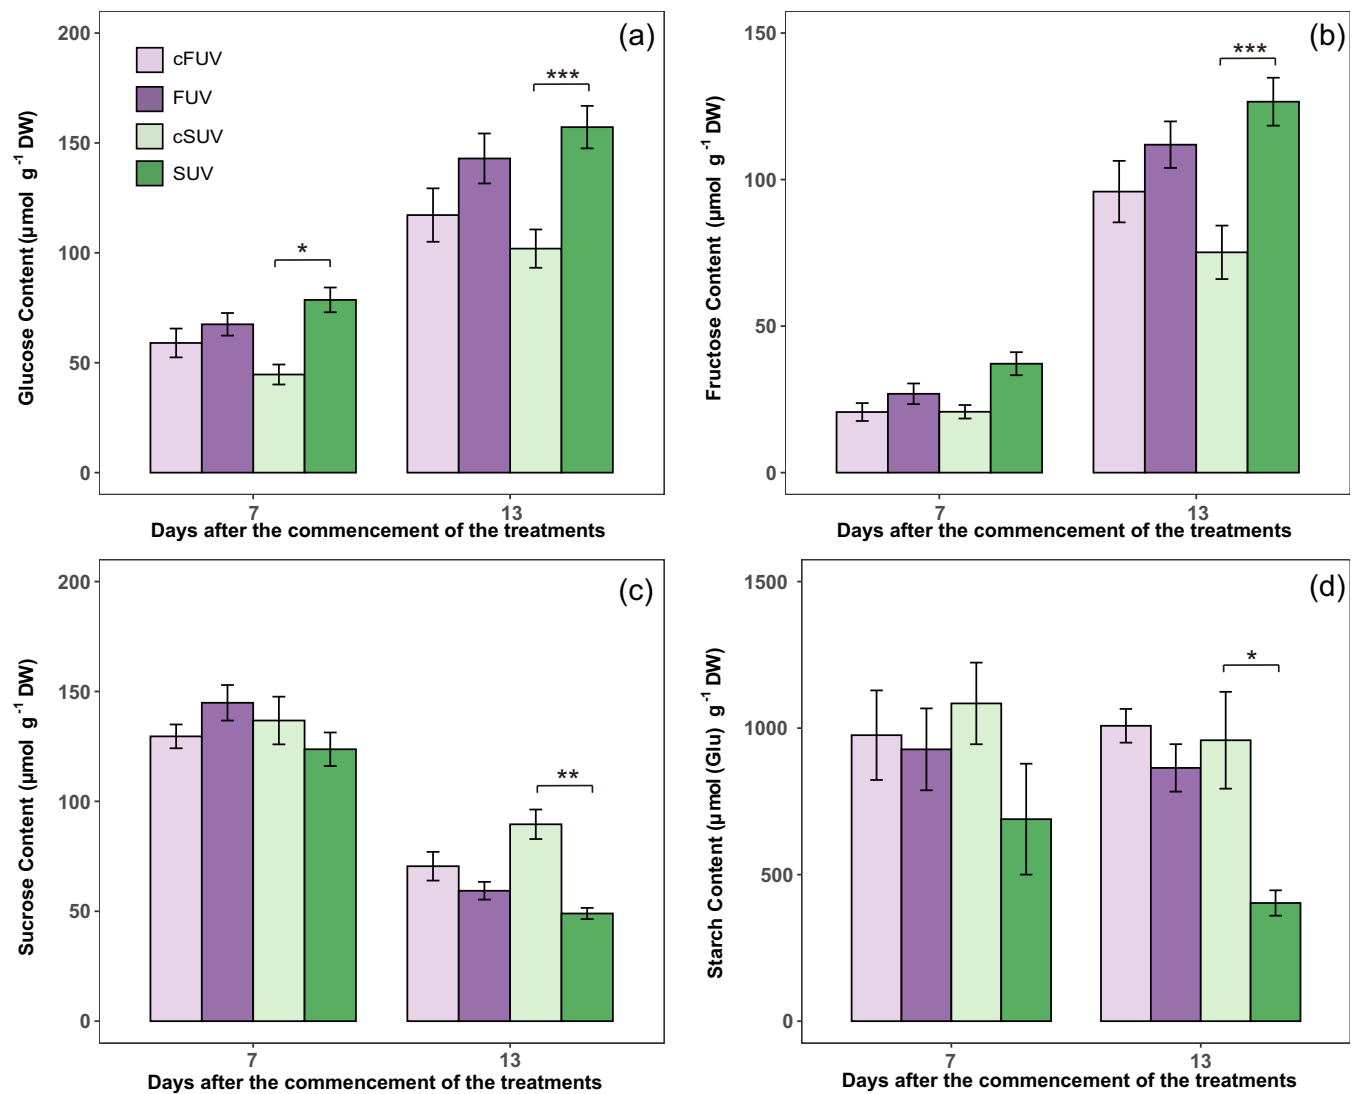 (a)
200
150
100
50
0
Glucose Content (µmol g⁻¹ DW)
cFUV
FUV
cSUV
SUV
*
***
7
13
Days after the commencement of the treatments
(b)
150
100
50
0
Fructose Content (µmol g⁻¹ DW)
***
7
13
Days after the commencement of the treatments
(c)
200
150
100
50
0
Sucrose Content (µmol g⁻¹ DW)
**
7
13
Days after the commencement of the treatments
(d)
1500
1000
500
0
Starch Content (µmol (Glu) g⁻¹ DW)
*
7
13
Days after the commencement of the treatments